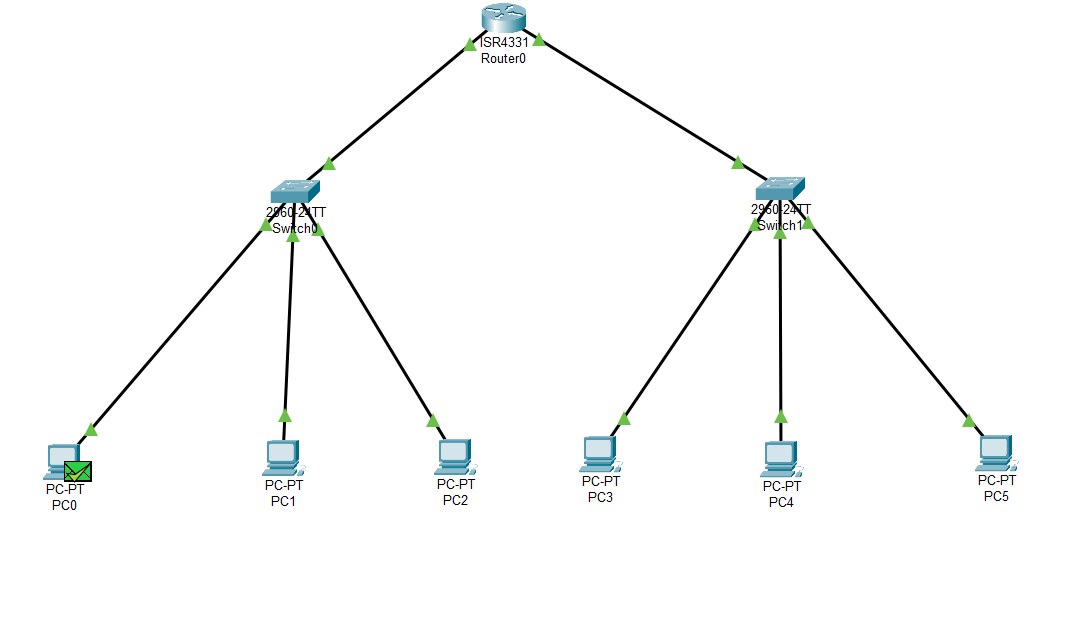 ISR4331
Router0
2960-24TT
Switch0
2960-24TT
Switch1
PC-PT
PC0
PC-PT
PC1
PC-PT
PC2
PC-PT
PC3
PC-PT
PC4
PC-PT
PC5